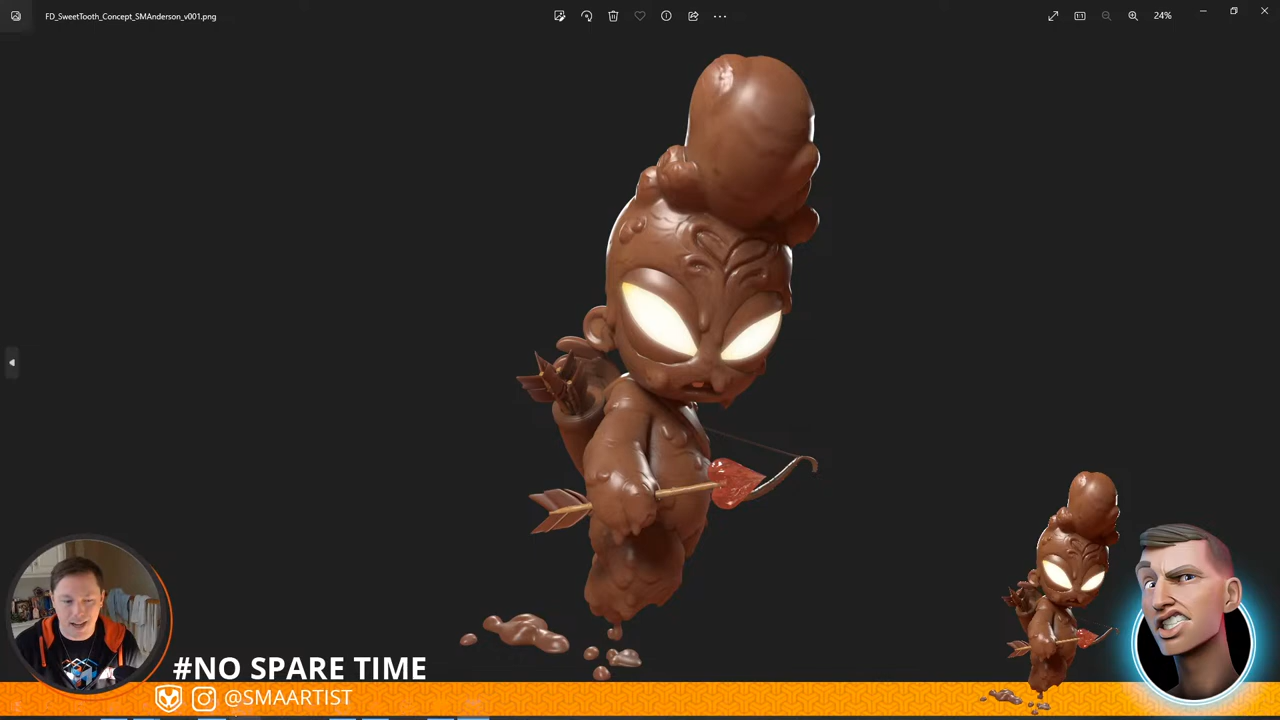 FD_SweetTooth_Concept_SMAnderson_v001.png
24%
#NO SPARE TIME
@SMAARTIST